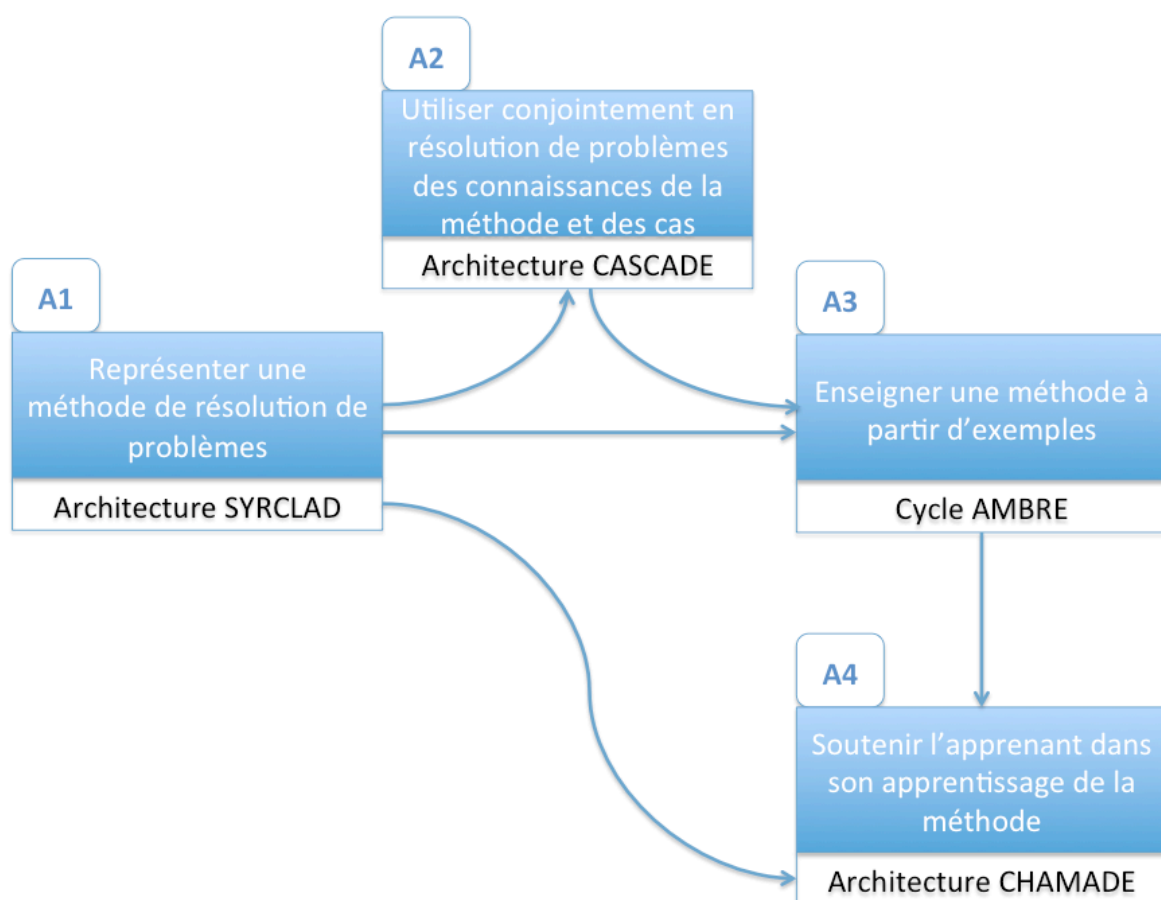 A2
Utiliser conjointement en
résolution de problèmes
des connaissances de la
méthode et des cas
Architecture CASCADE
A1
Représenter une
méthode de résolution de
problèmes
Architecture SYRCLAD
A3
Enseigner une méthode à
partir d’exemples
Cycle AMBRE
A4
Soutenir l’apprenant dans
son apprentissage de la
méthode
Architecture CHAMADE